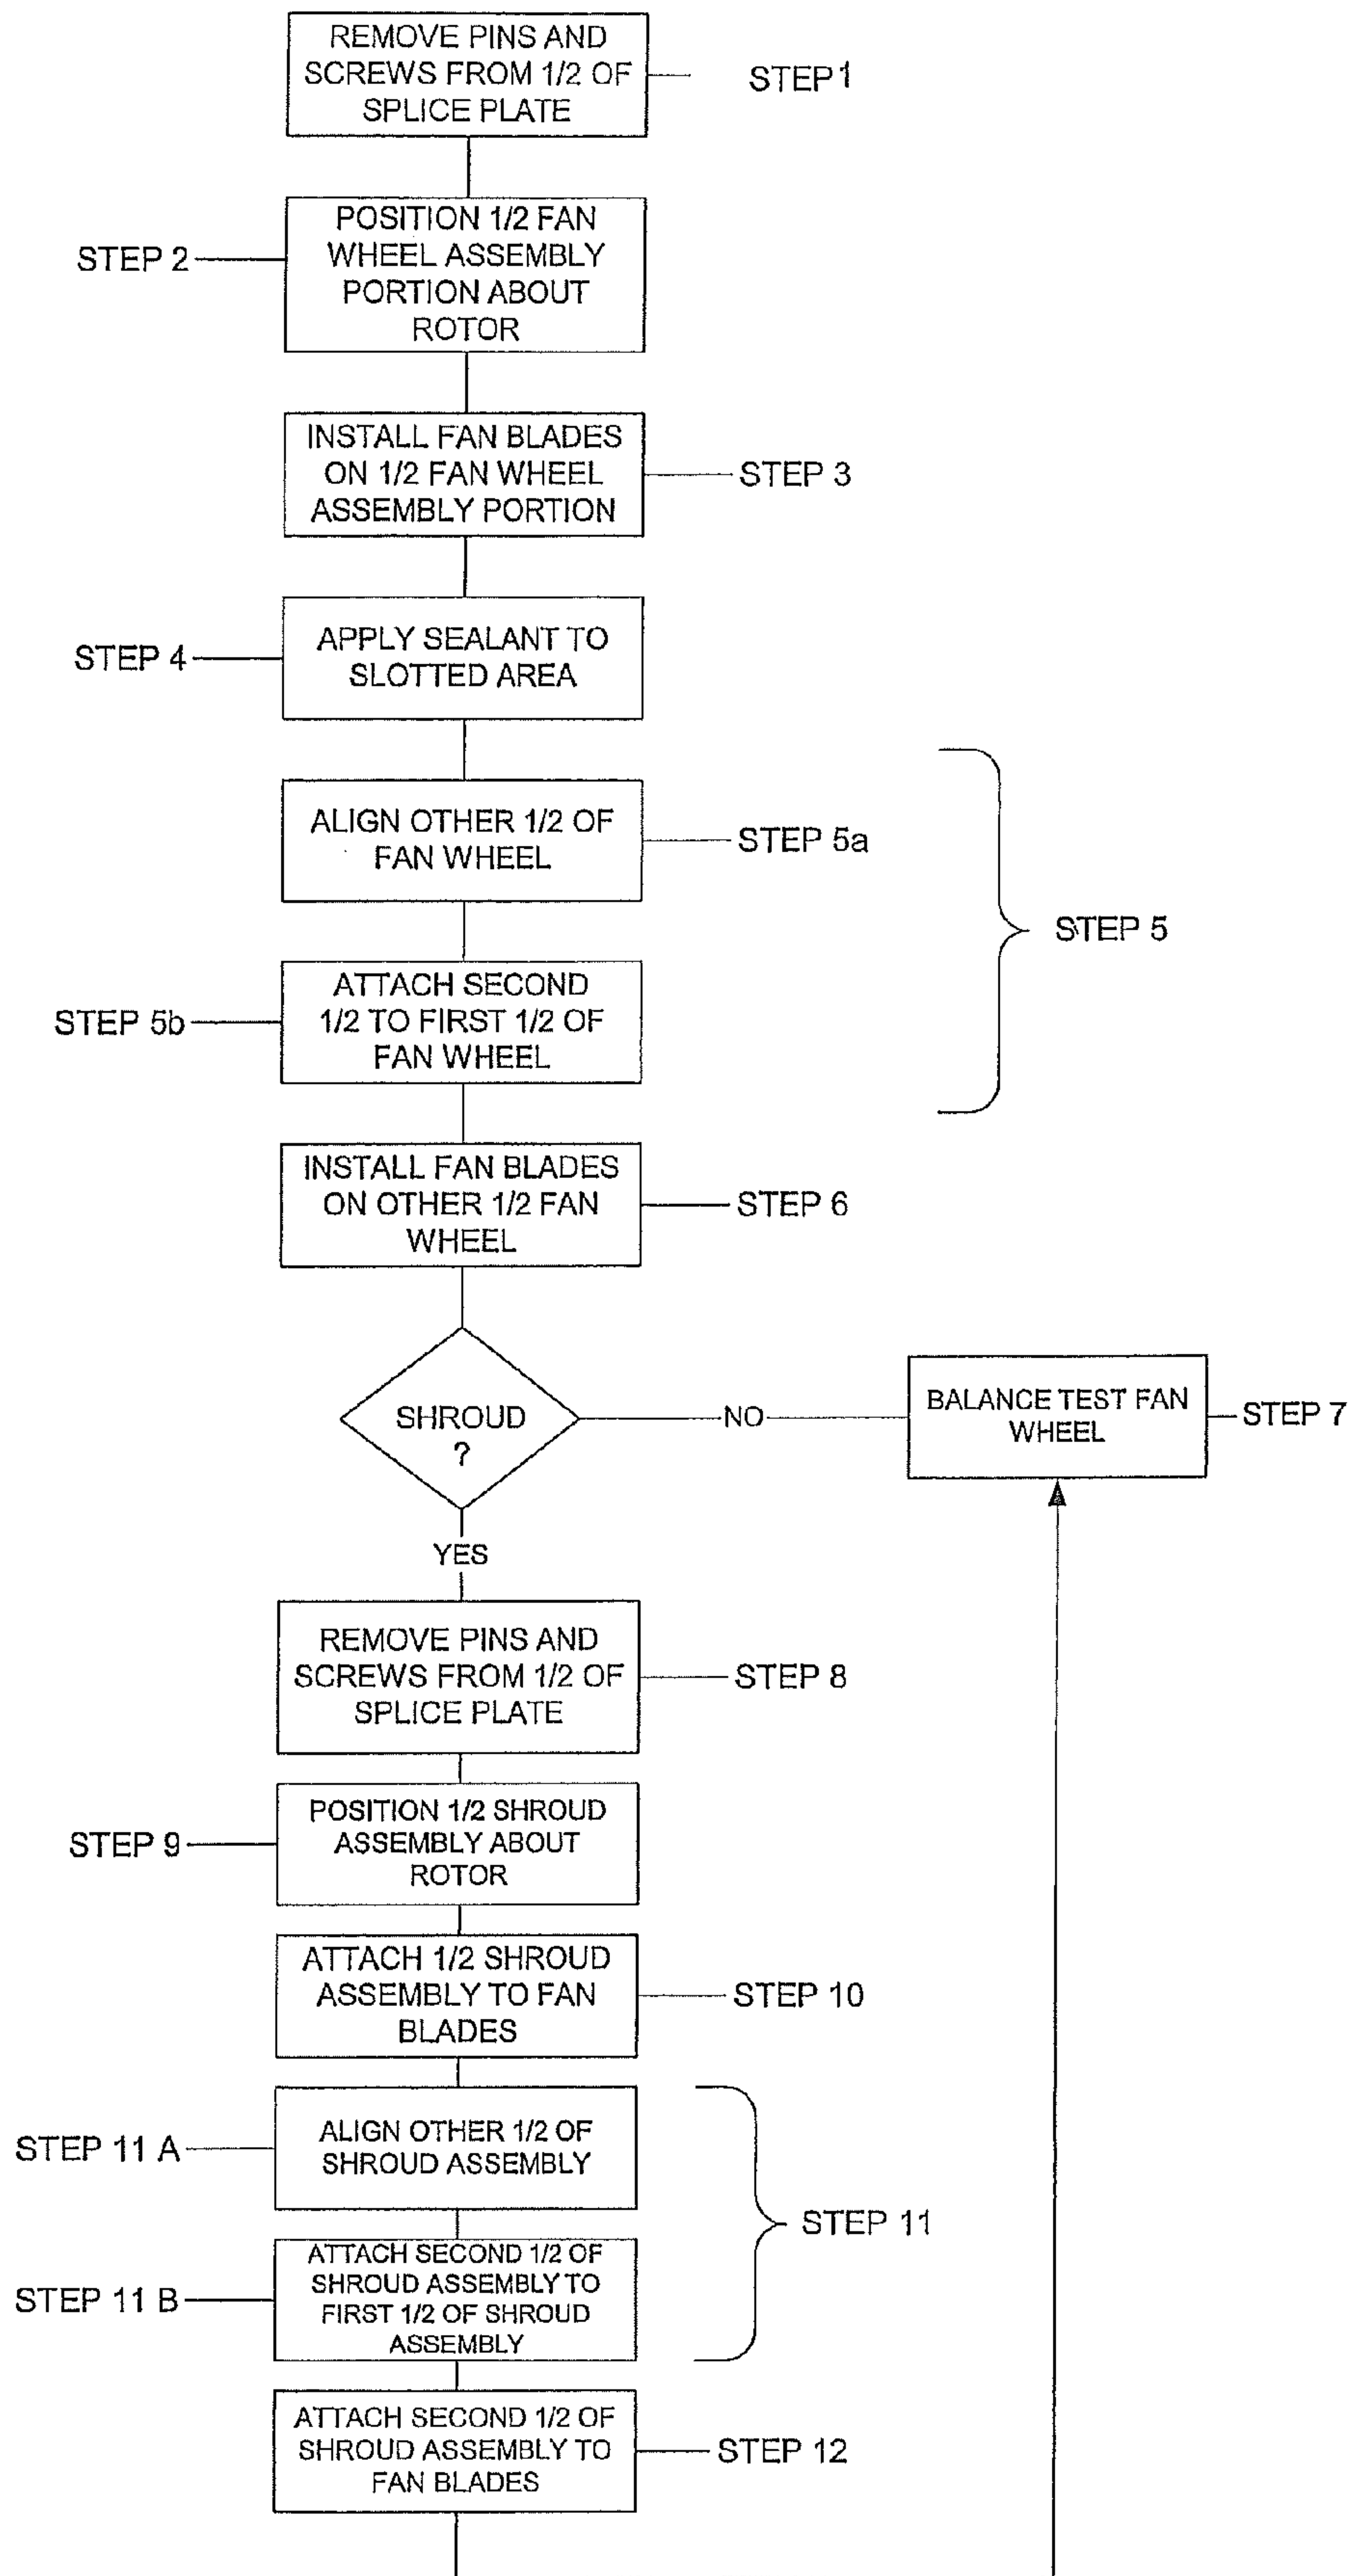 REMOVE PINS AND
SCREWS FROM 1/2 OF
SPLICE PLATE
STEP 1
POSITION 1/2 FAN
WHEEL ASSEMBLY
PORTION ABOUT
ROTOR
STEP 2
INSTALL FAN BLADES
ON 1/2 FAN WHEEL
ASSEMBLY PORTION
STEP 3
APPLY SEALANT TO
SLOTTED AREA
STEP 4
ALIGN OTHER 1/2 OF
FAN WHEEL
STEP 5a
STEP 5
ATTACH SECOND
1/2 TO FIRST 1/2 OF
FAN WHEEL
STEP 5b
INSTALL FAN BLADES
ON OTHER 1/2 FAN
WHEEL
STEP 6
SHROUD
?
NO
BALANCE TEST FAN
WHEEL
STEP 7
YES
REMOVE PINS AND
SCREWS FROM 1/2 OF
SPLICE PLATE
STEP 8
POSITION 1/2 SHROUD
ASSEMBLY ABOUT
ROTOR
STEP 9
ATTACH 1/2 SHROUD
ASSEMBLY TO FAN
BLADES
STEP 10
ALIGN OTHER 1/2 OF
SHROUD ASSEMBLY
STEP 11 A
STEP 11
ATTACH SECOND 1/2 OF
SHROUD ASSEMBLY TO
FIRST 1/2 OF SHROUD
ASSEMBLY
STEP 11 B
ATTACH SECOND 1/2 OF
SHROUD ASSEMBLY TO
FAN BLADES
STEP 12